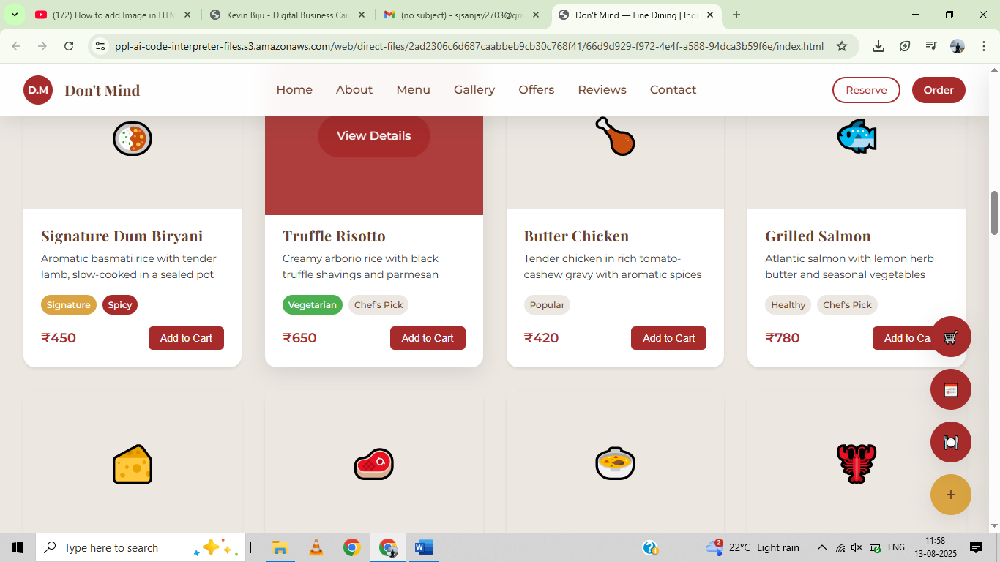 (172) How to add Image in HTM
Kevin Biju - Digital Business Car
(no subject) - sjsanjay2703@gm
Don't Mind — Fine Dining | Indi
ppl-ai-code-interpreter-files.s3.amazonaws.com/web/direct-files/2ad2306c6d687caabbeb9cb30c768f41/66d9d929-f972-4e4f-a588-94dca3b59f6e/index.html
D.M Don't Mind Home About Menu Gallery Offers Reviews Contact Reserve Order
View Details
Signature Dum Biryani
Aromatic basmati rice with tender
lamb, slow-cooked in a sealed pot
Signature Spicy
₹450 Add to Cart
Truffle Risotto
Creamy arborio rice with black
truffle shavings and parmesan
Vegetarian Chef's Pick
₹650 Add to Cart
Butter Chicken
Tender chicken in rich tomato-
cashew gravy with aromatic spices
Popular
₹420 Add to Cart
Grilled Salmon
Atlantic salmon with lemon herb
butter and seasonal vegetables
Healthy Chef's Pick
₹780 Add to Ca
+
Type here to search
2
22°C Light rain
ENG
11:58
13-08-2025